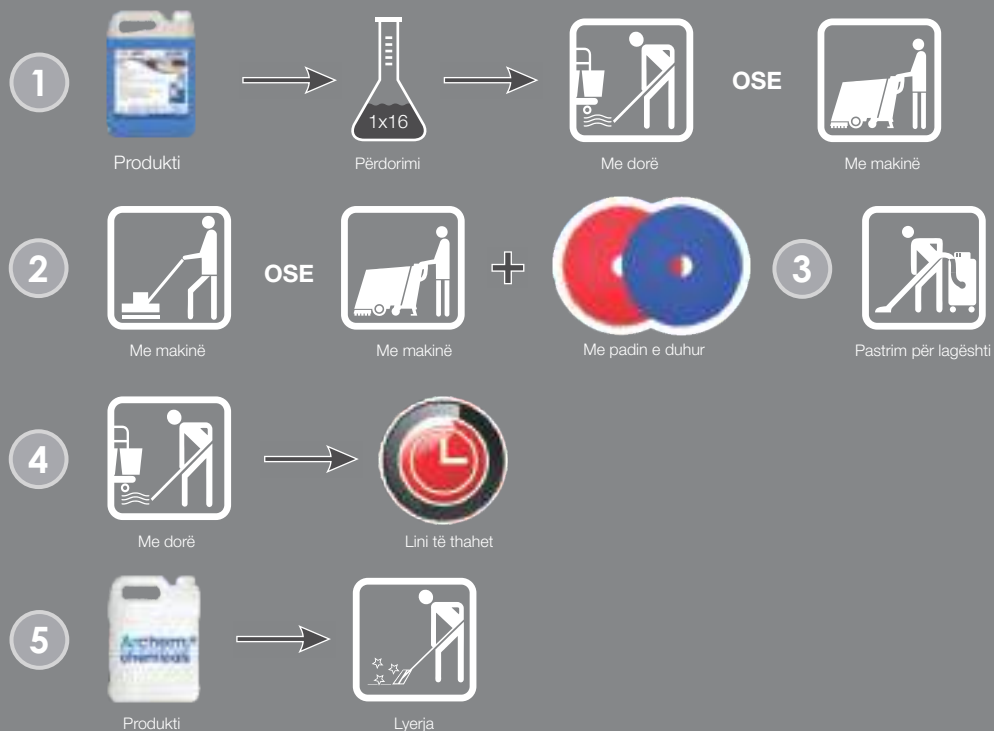 1
1x16
OSE
Produkti
Përdorimi
Me dorë
Me makinë
2
OSE
3
Me makinë
Me makinë
Me padin e duhur
Pastrim për lagështi
4
Me dorë
Lini të thahet
5
chemicals
Produkti
Lyerja